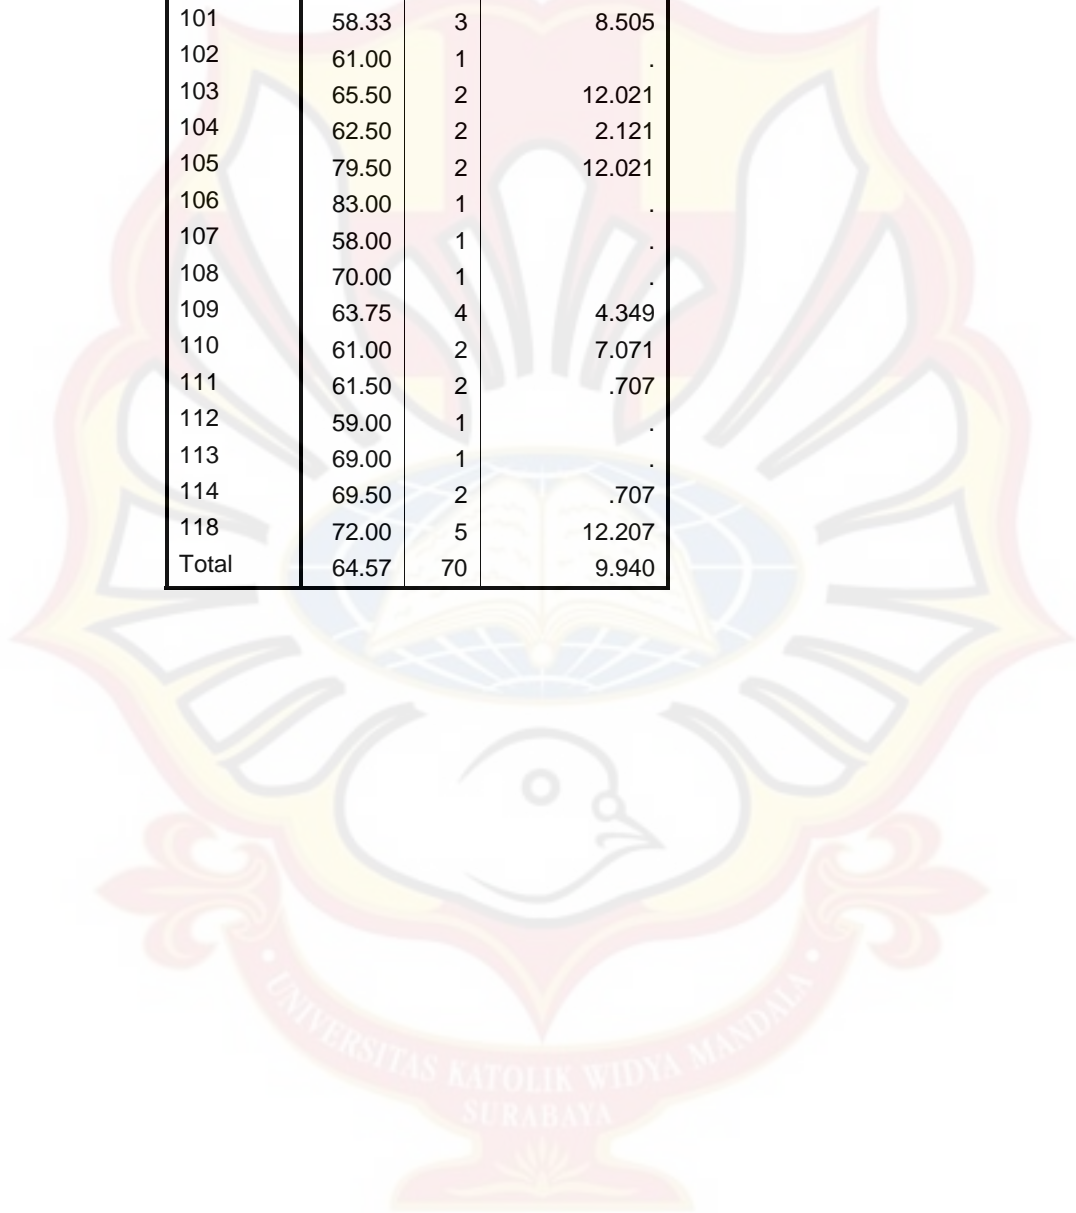 101 58.33 3 8.505
102 61.00 1 .
103 65.50 2 12.021
104 62.50 2 2.121
105 79.50 2 12.021
106 83.00 1 .
107 58.00 1 .
108 70.00 1 .
109 63.75 4 4.349
110 61.00 2 7.071
111 61.50 2 .707
112 59.00 1 .
113 69.00 1 .
114 69.50 2 .707
118 72.00 5 12.207
Total 64.57 70 9.940
UNIVERSITAS KATOLIK WIDYA MANDALA
SURABAYA